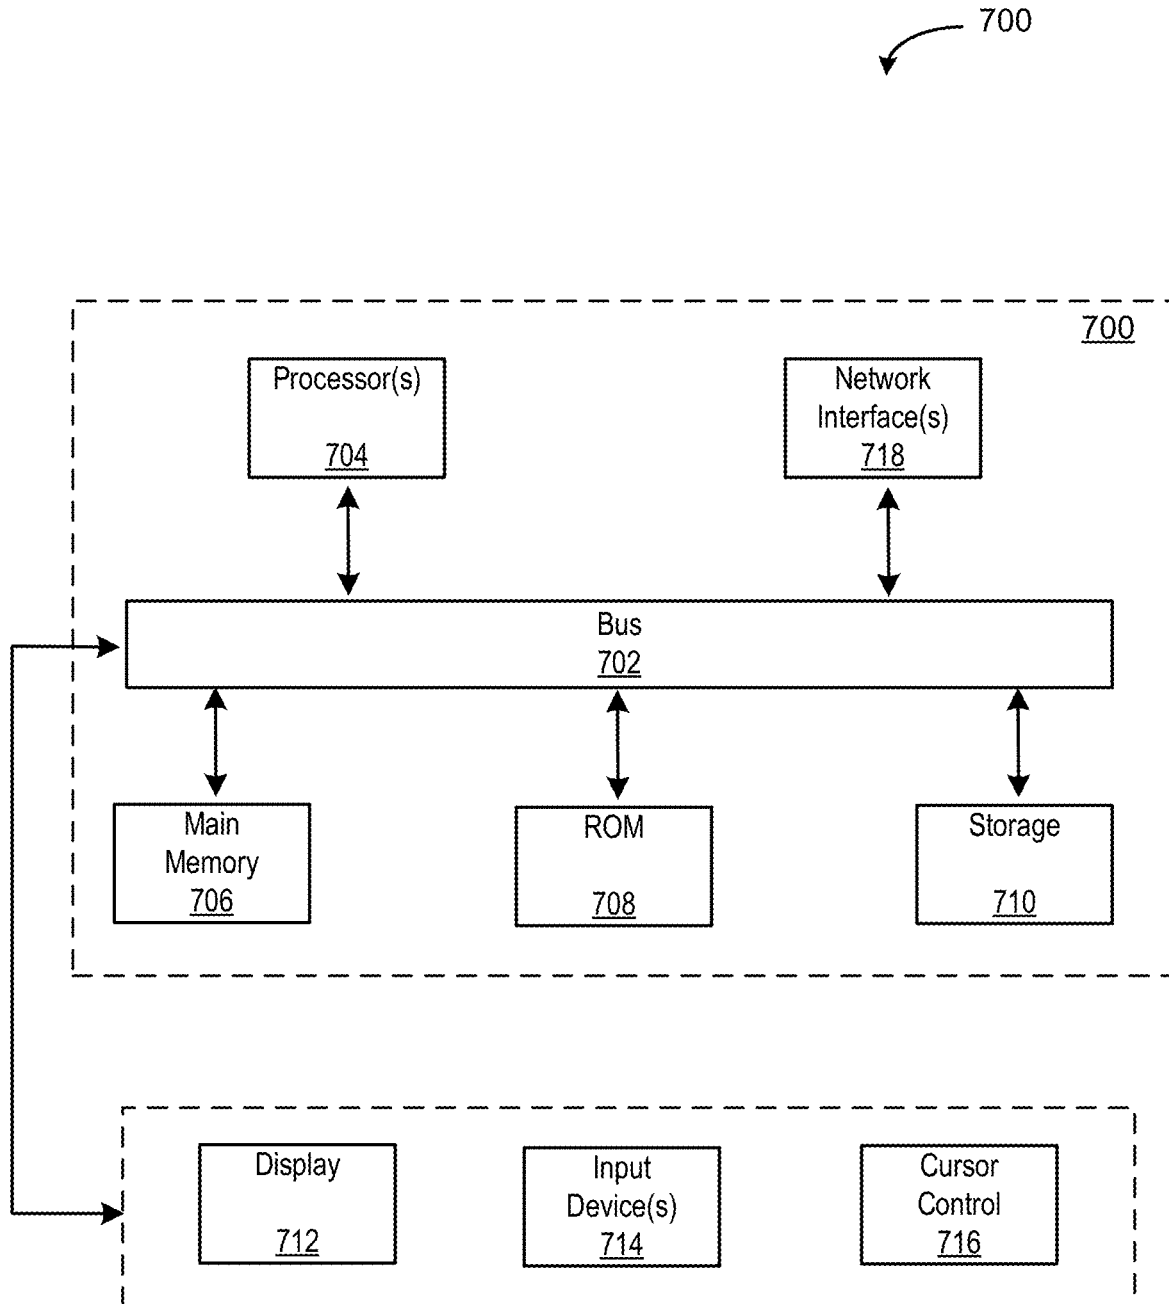 700
700
Processor(s)
704
Network
Interface(s)
718
Bus
702
Main
Memory
706
ROM
708
Storage
710
Display
712
Input
Device(s)
714
Cursor
Control
716